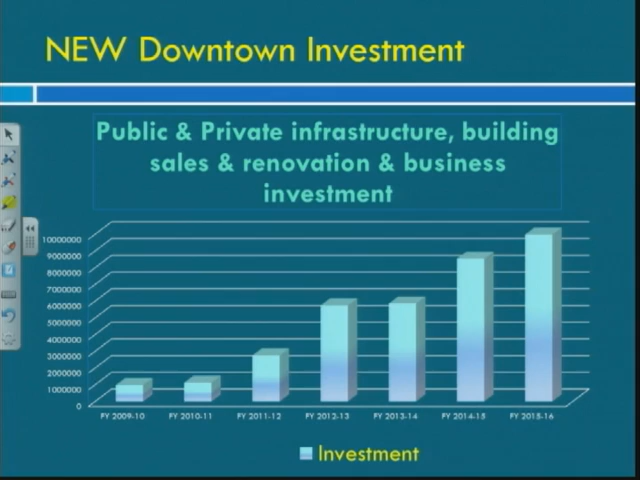 NEW Downtown Investment
Public & Private infrastructure, building
sales & renovation & business
investment
10000000
9000000
8000000
7000000
6000000
5000000
4000000
3000000
2000000
1000000
0
FY 2009-10 FY 2010-11 FY 2011-12 FY 2012-13 FY 2013-14 FY 2014-15 FY 2015-16
Investment